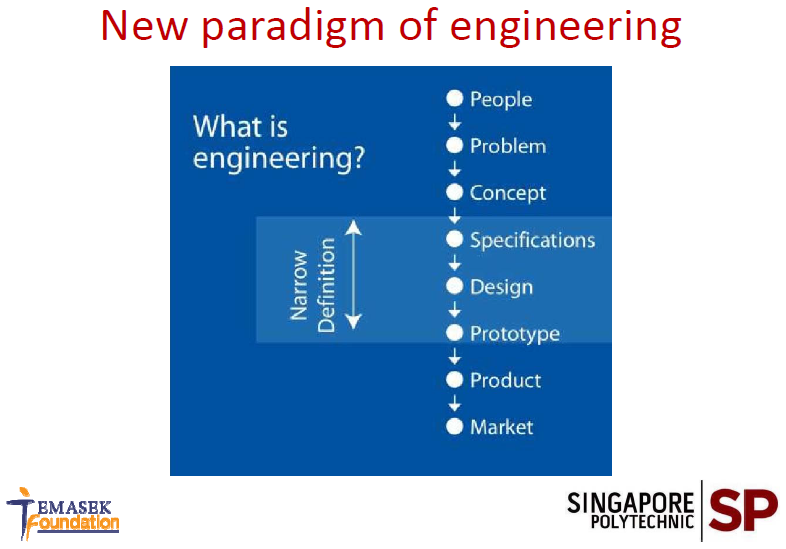 New paradigm of engineering
What is
engineering?
People
Problem
Concept
Specifications
Design
Prototype
Product
Market
Narrow
Definition
TEMASEK
Foundation
SINGAPORE
POLYTECHNIC
SP